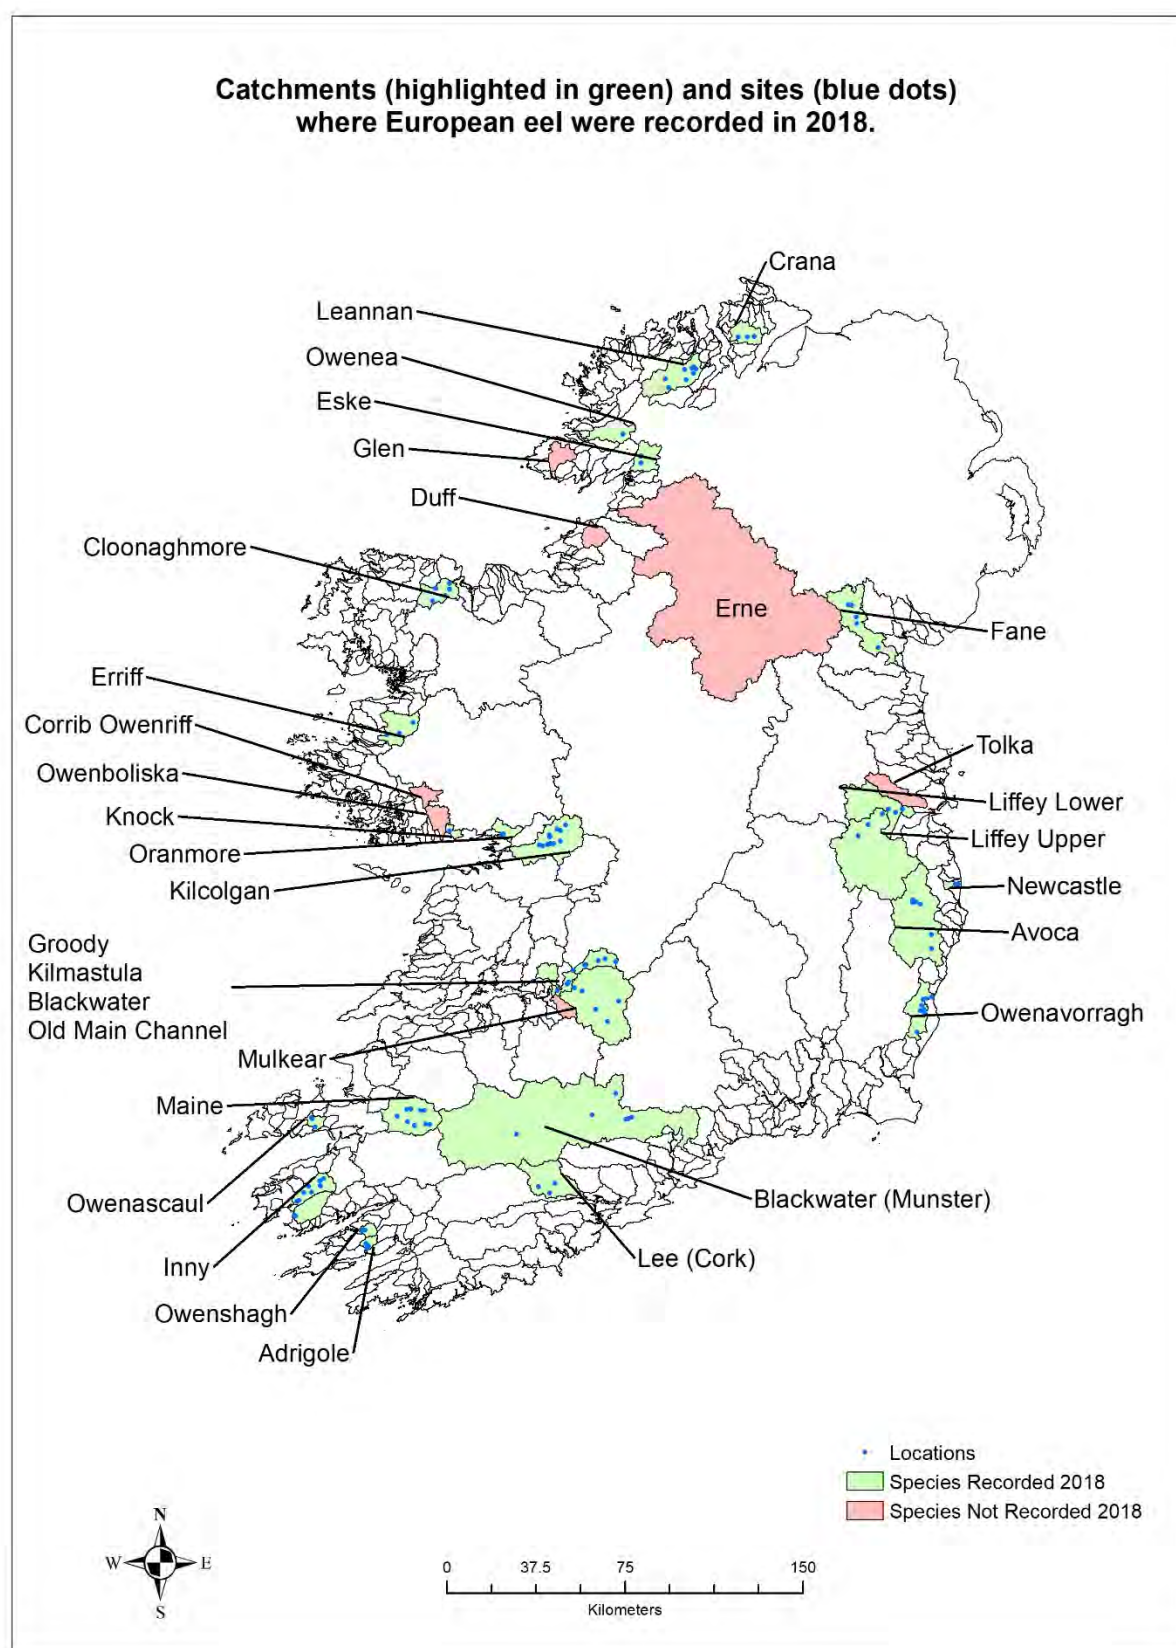 Catchments (highlighted in green) and sites (blue dots)
where European eel were recorded in 2018.
Crana
Leannan
Owenea
Eske
Glen
Duff
Cloonaghmore
Erne
Fane
Erriff
Corrib Owenriff
Tolka
Owenboliska
Liffey Lower
Knock
Liffey Upper
Oranmore
Kilcolgan
Newcastle
Avoca
Groody
Kilmastula
Blackwater
Old Main Channel
Owenavorragh
Mulkear
Maine
Owenascaul
Blackwater (Munster)
Inny
Lee (Cork)
Owenshagh
Adrigole
Locations
Species Recorded 2018
Species Not Recorded 2018
N
W E
S
0 37.5 75 150
Kilometers